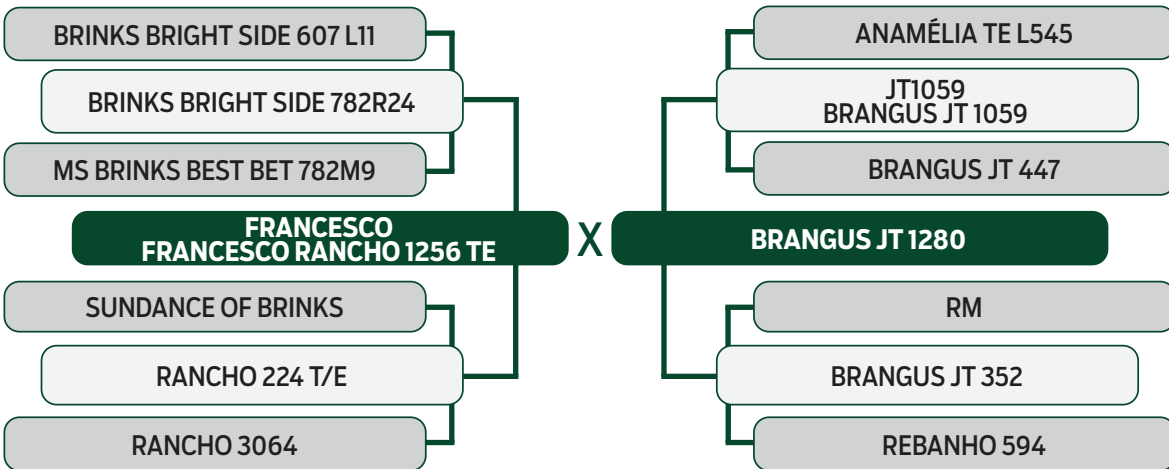 BRINKS BRIGHT SIDE 607 L11
BRINKS BRIGHT SIDE 782R24
MS BRINKS BEST BET 782M9
FRANCESCO
FRANCESCO RANCHO 1256 TE
SUNDANCE OF BRINKS
RANCHO 224 T/E
RANCHO 3064
X
ANAMÉLIA TE L545
JT1059
BRANGUS JT 1059
BRANGUS JT 447
BRANGUS JT 1280
RM
BRANGUS JT 352
REBANHO 594